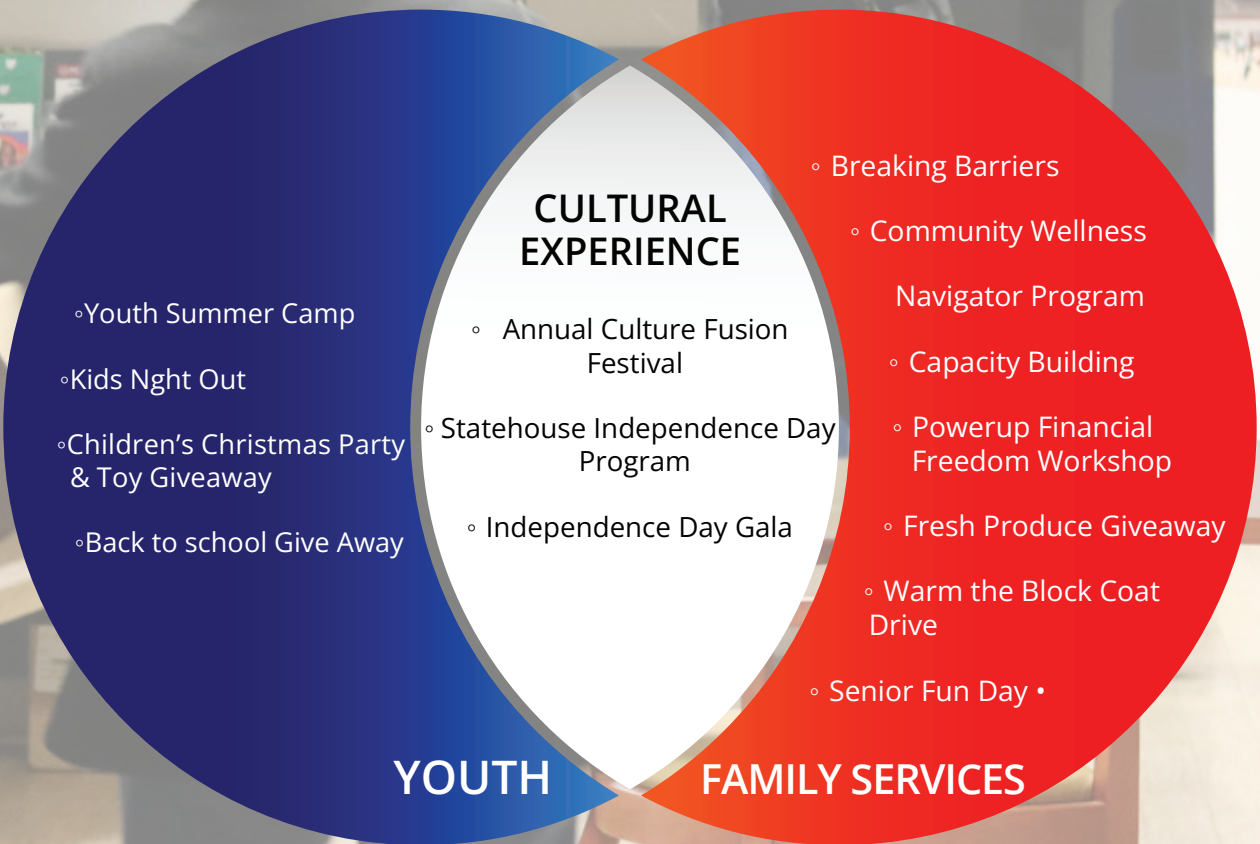 ◦Youth Summer Camp
◦Kids Nght Out
◦Children’s Christmas Party
& Toy Giveaway
◦Back to school Give Away
YOUTH
CULTURAL
EXPERIENCE
◦ Annual Culture Fusion
Festival
◦ Statehouse Independence Day
Program
◦ Independence Day Gala
◦ Breaking Barriers
◦ Community Wellness
Navigator Program
◦ Capacity Building
◦ Powerup Financial
Freedom Workshop
◦ Fresh Produce Giveaway
◦ Warm the Block Coat
Drive
◦ Senior Fun Day •
FAMILY SERVICES